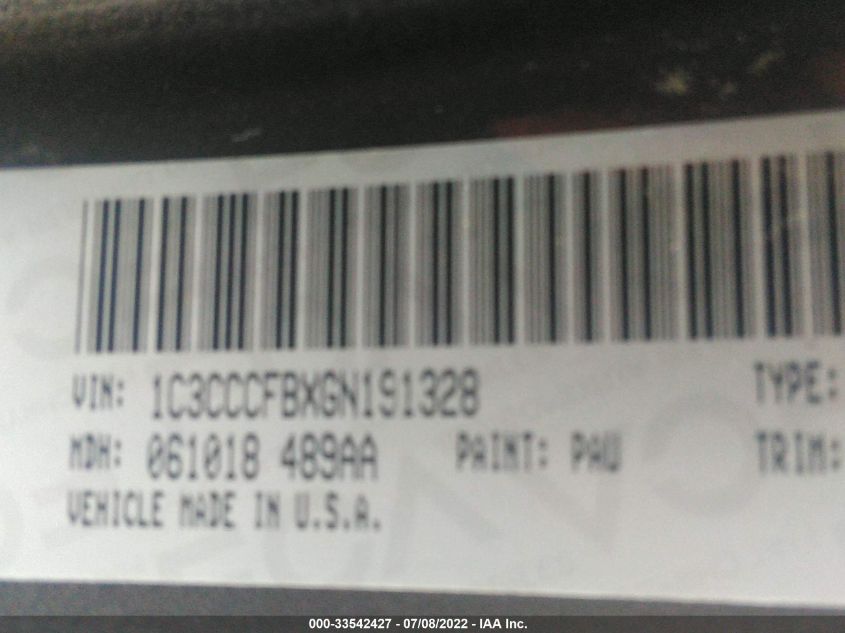 VIN: 1C3CCCFBXGN191328 TYPE:
MDH: 061018 489AA PAINT: PAU TRIM:
VEHICLE MADE IN U.S.A.
000-33542427 - 07/08/2022 - IAA Inc.